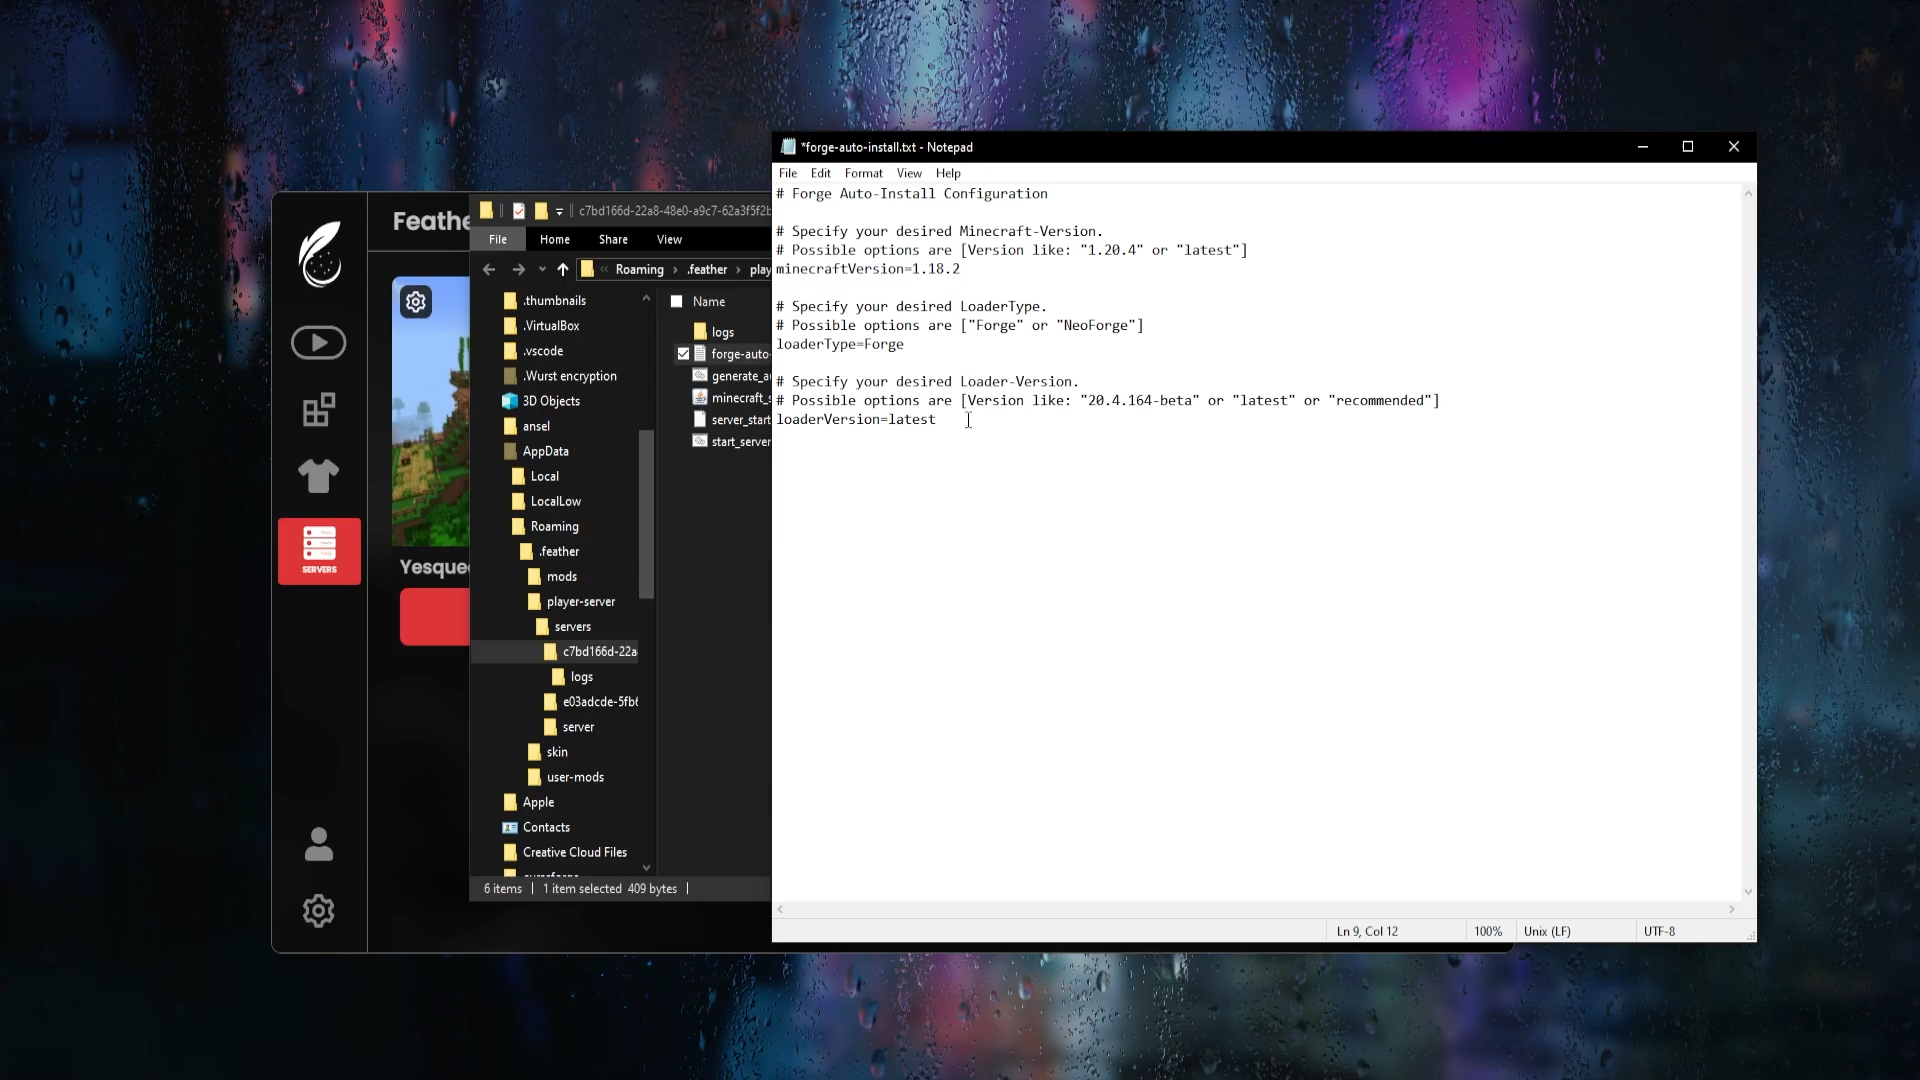 *forge-auto-install.txt - Notepad
File Edit Format View Help
# Forge Auto-Install Configuration
# Specify your desired Minecraft-Version.
# Possible options are [Version like: "1.20.4" or "latest"]
minecraftVersion=1.18.2
# Specify your desired LoaderType.
# Possible options are ["Forge" or "NeoForge"]
loaderType=Forge
# Specify your desired Loader-Version.
# Possible options are [Version like: "20.4.164-beta" or "latest" or "recommended"]
loaderVersion=latest
Ln 9, Col 12 100% Unix (LF) UTF-8
c7bd166d-22a8-48e0-a9c7-62a3f5f2b
File Home Share View
« Roaming › .feather › play
.thumbnails
.VirtualBox
.vscode
.Wurst encryption
3D Objects
ansel
AppData
Local
LocalLow
Roaming
.feather
mods
player-server
servers
c7bd166d-22a
logs
e03adcde-5fb6
server
skin
user-mods
Apple
Contacts
Creative Cloud Files
Name
logs
forge-auto-
generate_a
minecraft_s
server_start
start_server
6 items 1 item selected 409 bytes
Feathe
Yesque
SERVERS